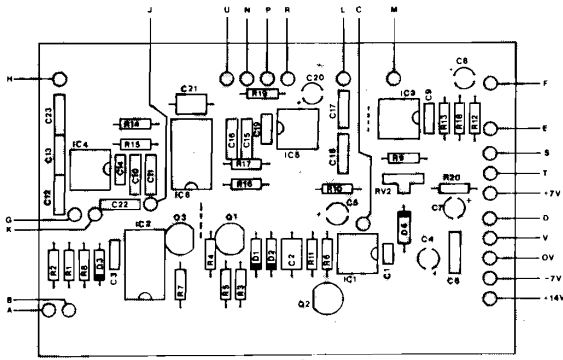 J
U
N
P
R
L
C
M
H
F
E
S
T
+7V
D
V
OV
-7V
+14V
G
K
B
A
C23
C13
C12
R14
R15
IC4
C14
C10
C11
C22
C21
IC6
R19
C20
C16
C15
C19
IC5
R17
R16
C17
C18
R10
C5
IC3
C9
C8
R13
R18
R12
R9
RV2
R20
C7
D6
C4
C6
R2
R1
R8
D3
C3
IC2
Q3
R7
Q1
R4
R5
R3
D1
D2
C2
R11
R6
IC1
C1
Q2